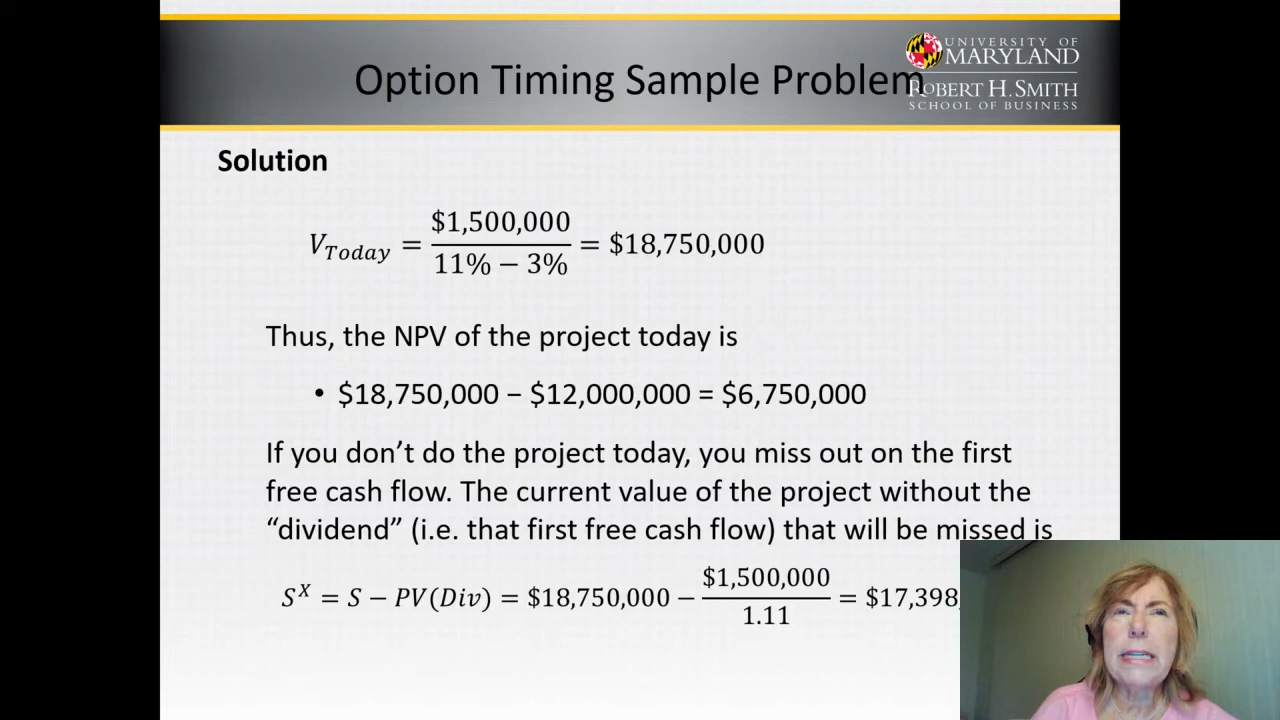 Option Timing Sample Problem
UNIVERSITY OF
MARYLAND
ROBERT H. SMITH
SCHOOL OF BUSINESS
Solution
V_Today = $1,500,000 / (11% − 3%) = $18,750,000
Thus, the NPV of the project today is
• $18,750,000 − $12,000,000 = $6,750,000
If you don’t do the project today, you miss out on the first
free cash flow. The current value of the project without the
“dividend” (i.e. that first free cash flow) that will be missed is
S^X = S − PV(Div) = $18,750,000 − $1,500,000 / 1.11 = $17,398,